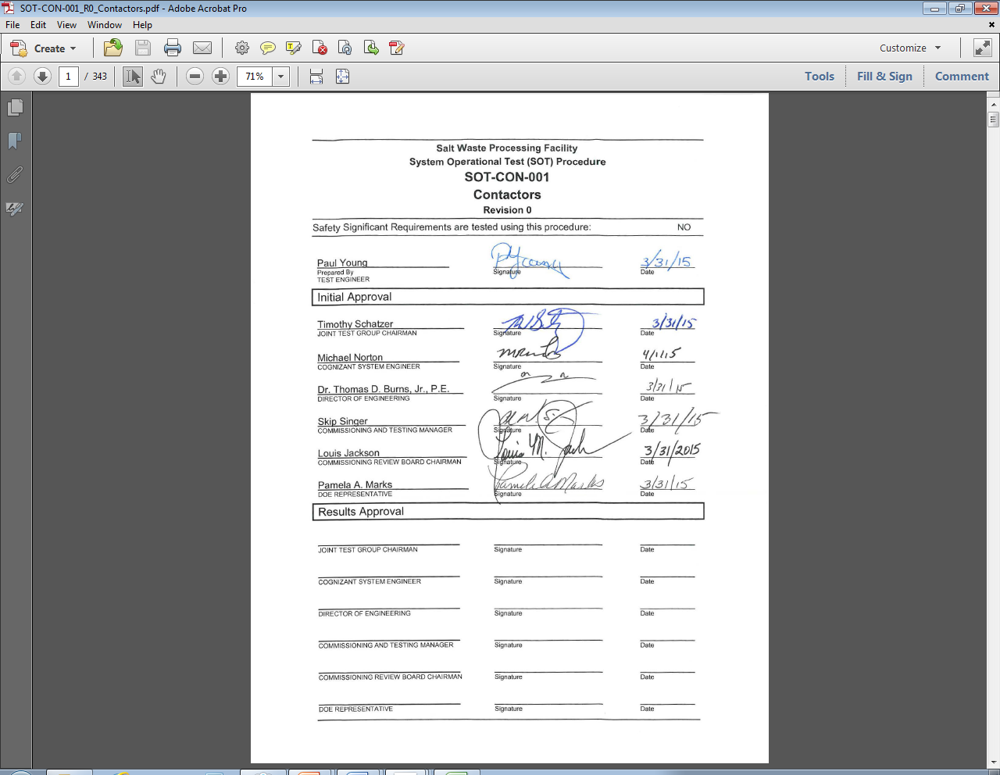 SOT-CON-001_R0_Contactors.pdf - Adobe Acrobat Pro
File Edit View Window Help
Create Customize
1 / 343 71% Tools Fill & Sign Comment
Salt Waste Processing Facility
System Operational Test (SOT) Procedure
SOT-CON-001
Contactors
Revision 0
Safety Significant Requirements are tested using this procedure: NO
Paul Young PYoung 3/31/15
Prepared By Signature Date
TEST ENGINEER
Initial Approval
Timothy Schatzer 3/31/15
JOINT TEST GROUP CHAIRMAN Signature Date
Michael Norton 4/1/15
COGNIZANT SYSTEM ENGINEER Signature Date
Dr. Thomas D. Burns, Jr., P.E. 3/31/15
DIRECTOR OF ENGINEERING Signature Date
Skip Singer 3/31/15
COMMISSIONING AND TESTING MANAGER Signature Date
Louis Jackson Louis M. Jack 3/31/2015
COMMISSIONING REVIEW BOARD CHAIRMAN Signature Date
Pamela A. Marks Pamela A Marks 3/31/15
DOE REPRESENTATIVE Signature Date
Results Approval
JOINT TEST GROUP CHAIRMAN Signature Date
COGNIZANT SYSTEM ENGINEER Signature Date
DIRECTOR OF ENGINEERING Signature Date
COMMISSIONING AND TESTING MANAGER Signature Date
COMMISSIONING REVIEW BOARD CHAIRMAN Signature Date
DOE REPRESENTATIVE Signature Date